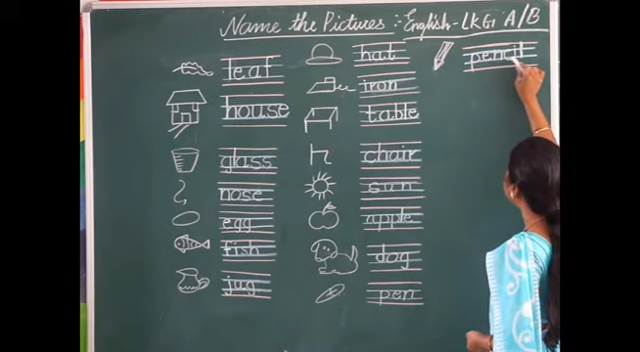 Name the Pictures :- English - LKG A/B
leaf
house
glass
nose
egg
fish
jug
hat
iron
table
chair
sun
apple
dog
pen
pencil